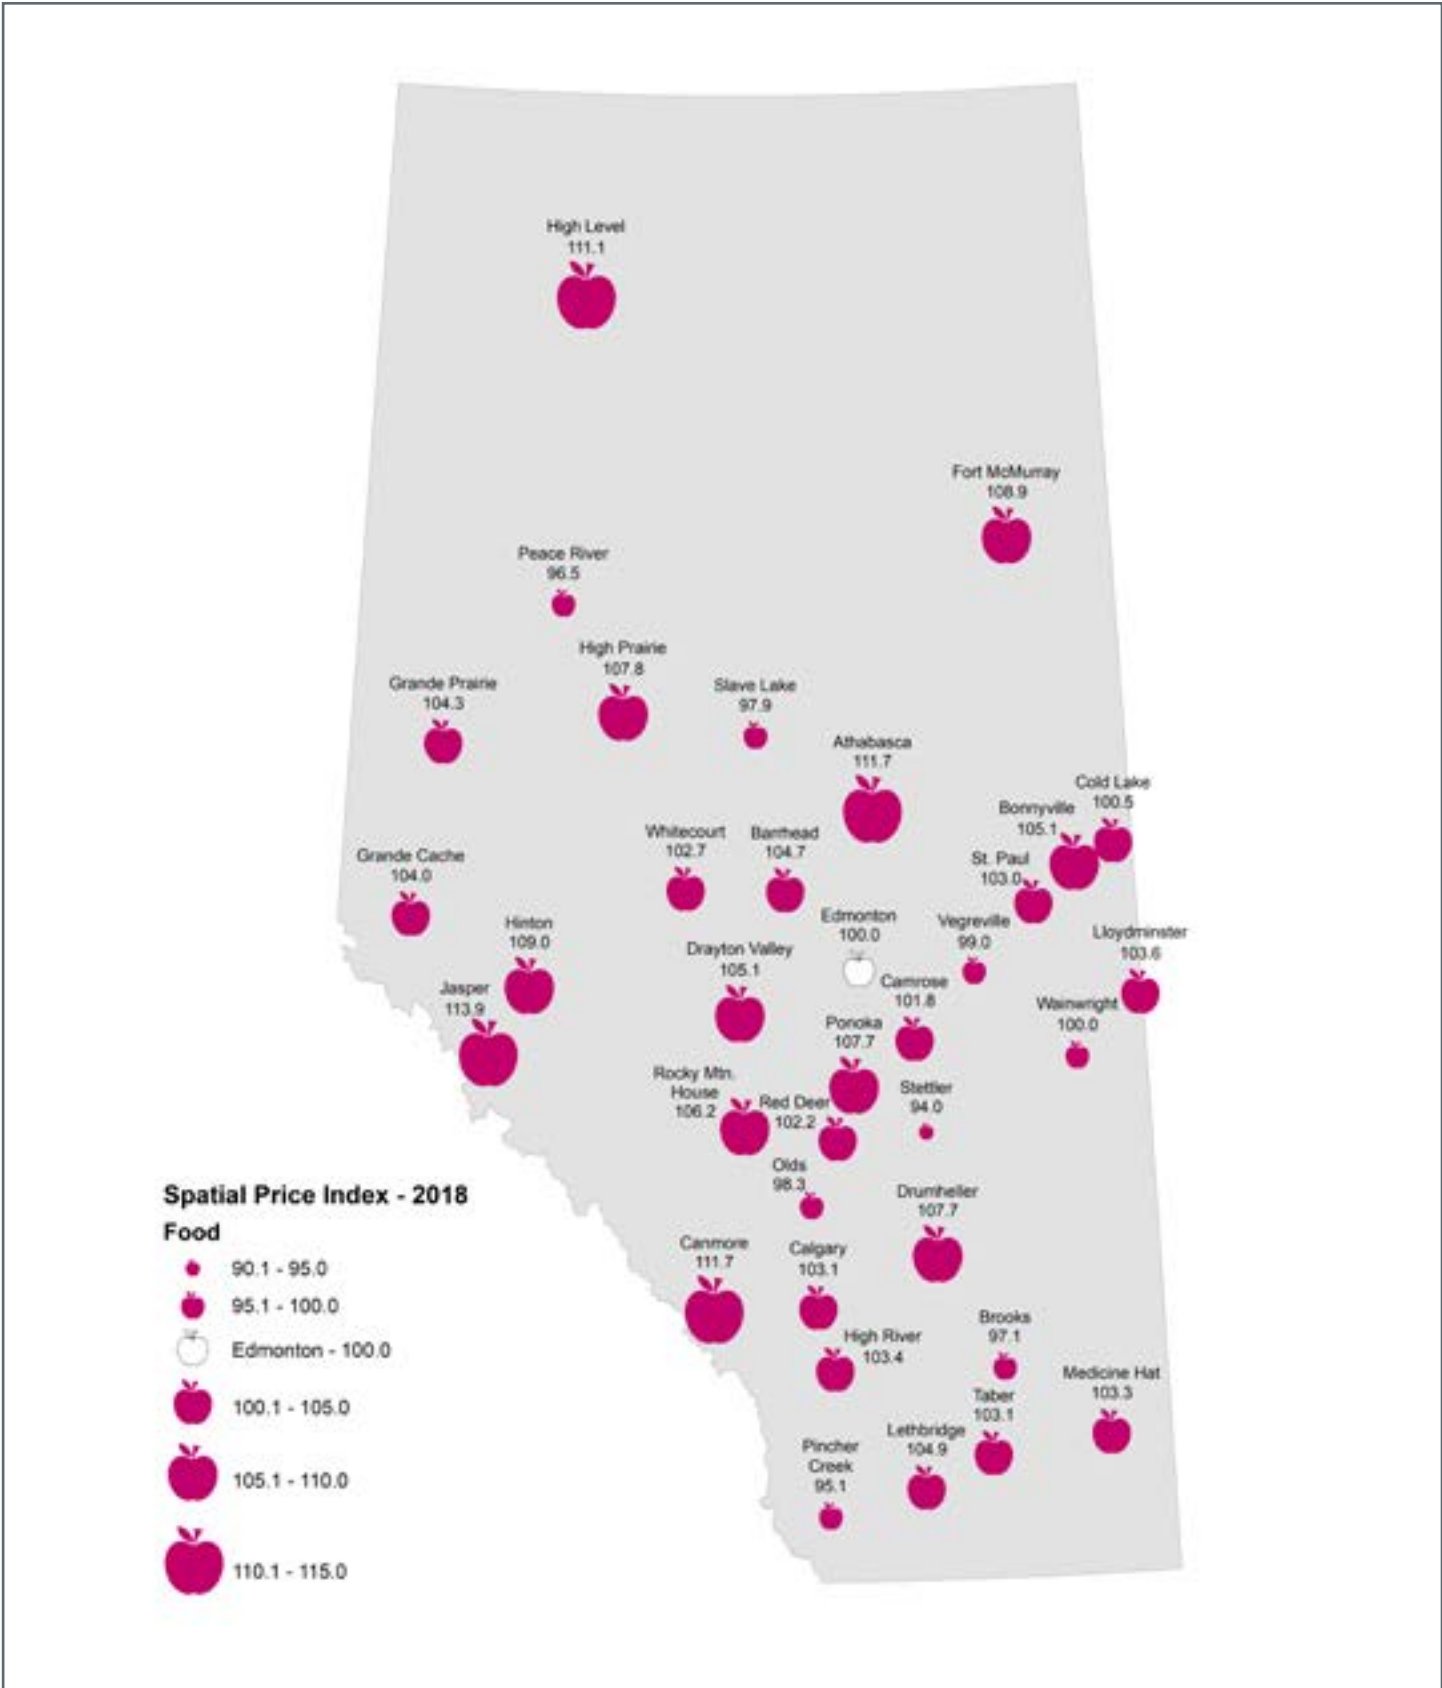 High Level
111.1
Fort McMurray
108.9
Peace River
96.5
High Prairie
107.8
Grande Prairie
104.3
Slave Lake
97.9
Athabasca
111.7
Cold Lake
100.5
Bonnyville
105.1
St. Paul
103.0
Whitecourt
102.7
Barrhead
104.7
Grande Cache
104.0
Edmonton
100.0
Vegreville
99.0
Lloydminster
103.6
Hinton
109.0
Drayton Valley
105.1
Camrose
101.8
Jasper
113.9
Wainwright
100.0
Ponoka
107.7
Rocky Mtn.
House
106.2
Red Deer
102.2
Stettler
94.0
Olds
98.3
Drumheller
107.7
Canmore
111.7
Calgary
103.1
High River
103.4
Brooks
97.1
Medicine Hat
103.3
Taber
103.1
Lethbridge
104.9
Pincher
Creek
95.1
Spatial Price Index - 2018
Food
90.1 - 95.0
95.1 - 100.0
Edmonton - 100.0
100.1 - 105.0
105.1 - 110.0
110.1 - 115.0